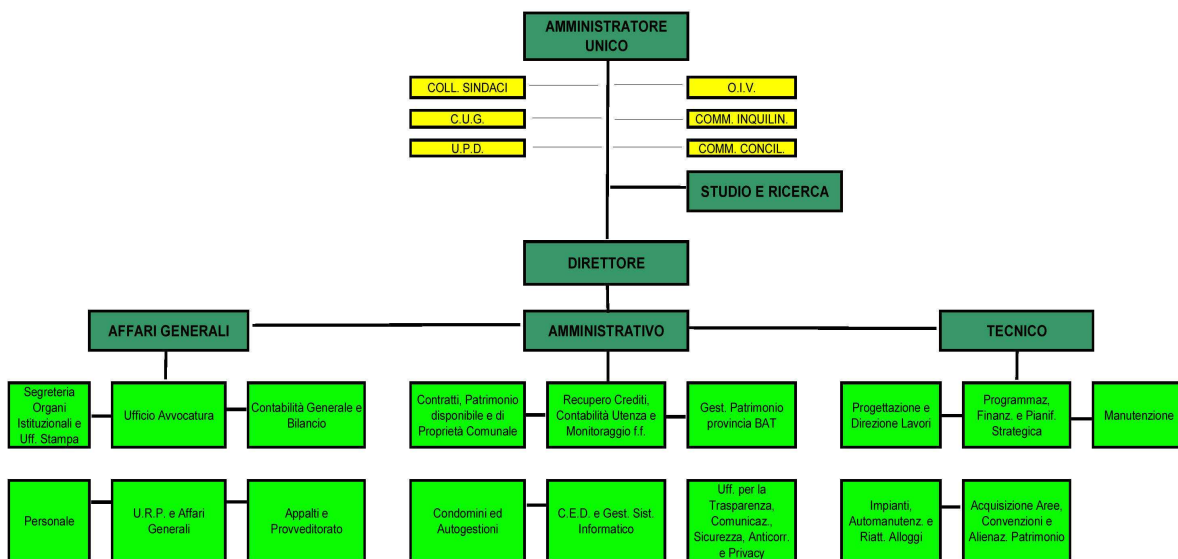 AMMINISTRATORE
UNICO
COLL. SINDACI
O.I.V.
C.U.G.
COMM. INQUILIN.
U.P.D.
COMM. CONCIL.
STUDIO E RICERCA
DIRETTORE
AFFARI GENERALI
AMMINISTRATIVO
TECNICO
Segreteria
Organi
Istituzionali e
Uff. Stampa
Ufficio Avvocatura
Contabilità Generale e
Bilancio
Contratti, Patrimonio
disponibile e di
Proprietà Comunale
Recupero Crediti,
Contabilità Utenza e
Monitoraggio f.f.
Gest. Patrimonio
provincia BAT
Progettazione e
Direzione Lavori
Programmaz,
Finanz. e Pianif.
Strategica
Manutenzione
Personale
U.R.P. e Affari
Generali
Appalti e
Provveditorato
Condomini ed
Autogestioni
C.E.D. e Gest. Sist.
Informatico
Uff. per la
Trasparenza,
Comunicaz.,
Sicurezza, Anticorr.
e Privacy
Impianti,
Automanutenz. e
Riatt. Alloggi
Acquisizione Aree,
Convenzioni e
Alienaz. Patrimonio